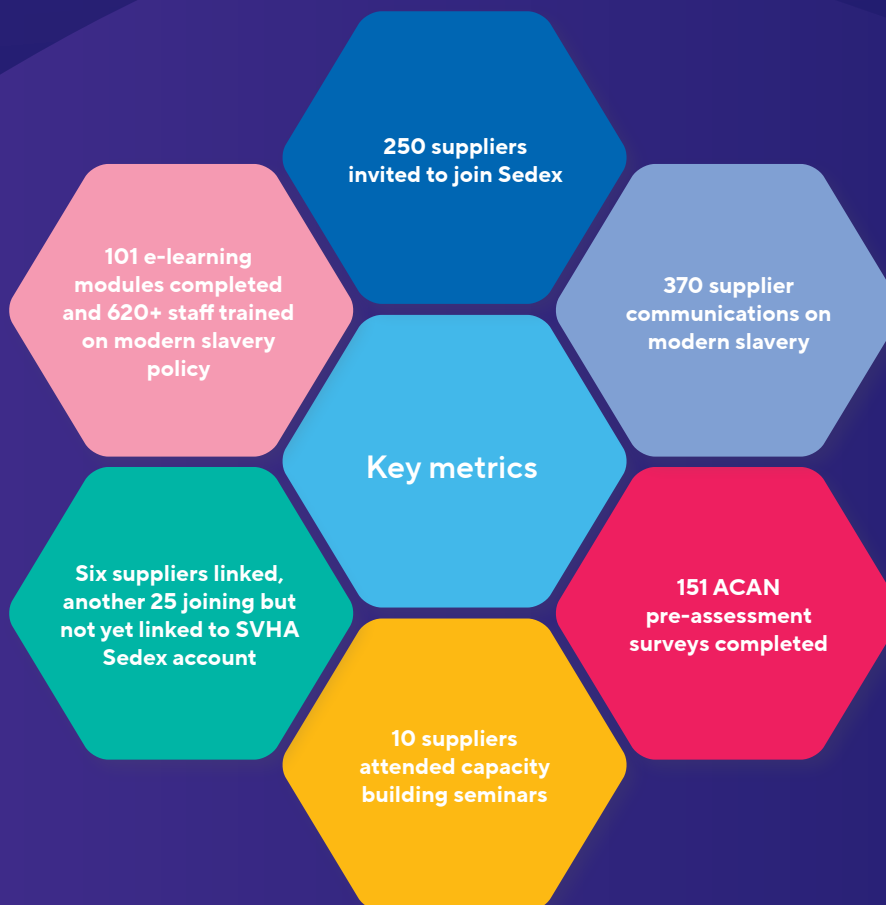 250 suppliers
invited to join Sedex
101 e-learning
modules completed
and 620+ staff trained
on modern slavery
policy
370 supplier
communications on
modern slavery
Key metrics
Six suppliers linked,
another 25 joining but
not yet linked to SVHA
Sedex account
151 ACAN
pre-assessment
surveys completed
10 suppliers
attended capacity
building seminars